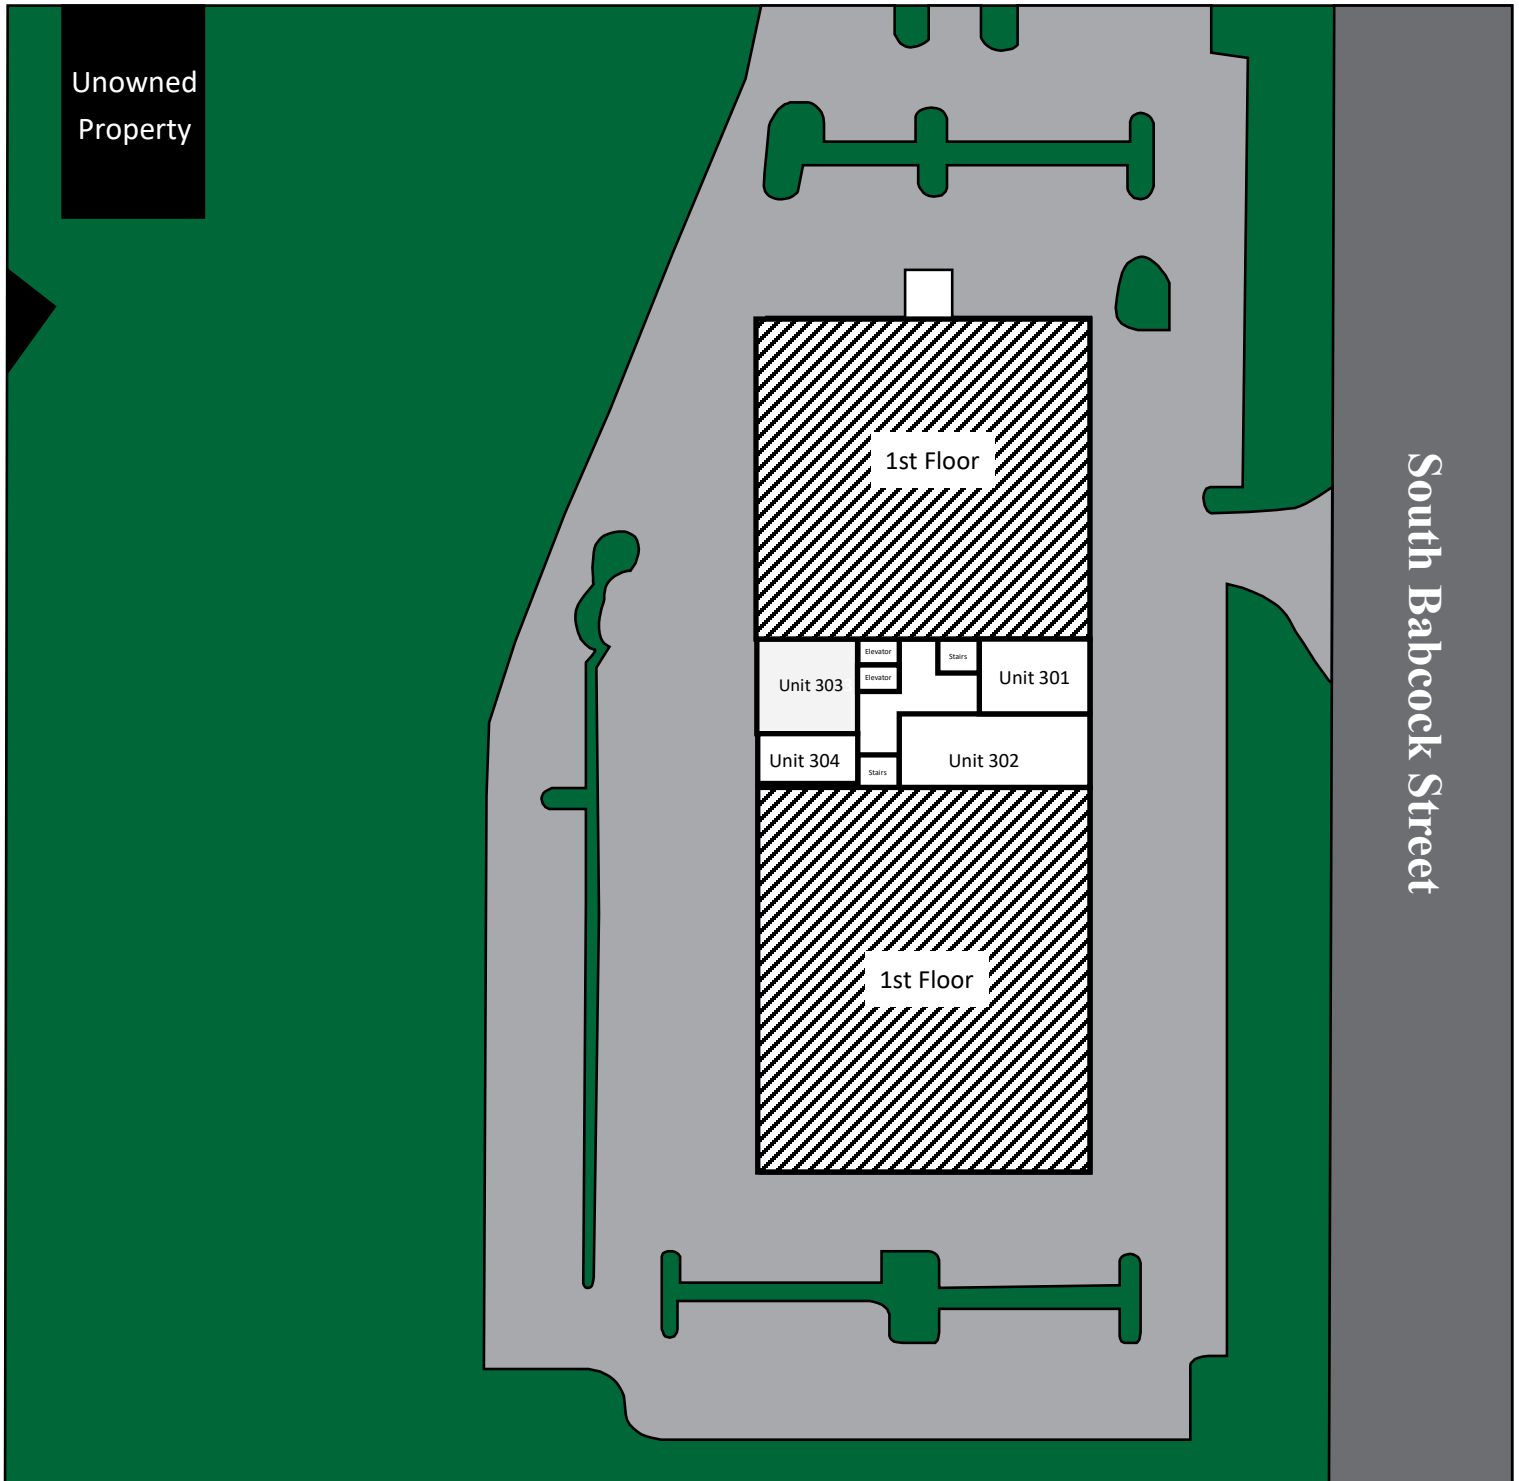 Unowned
Property
1st Floor
Elevator
Stairs
Elevator
Unit 301
Unit 303
Unit 304
Unit 302
Stairs
1st Floor
South Babcock Street